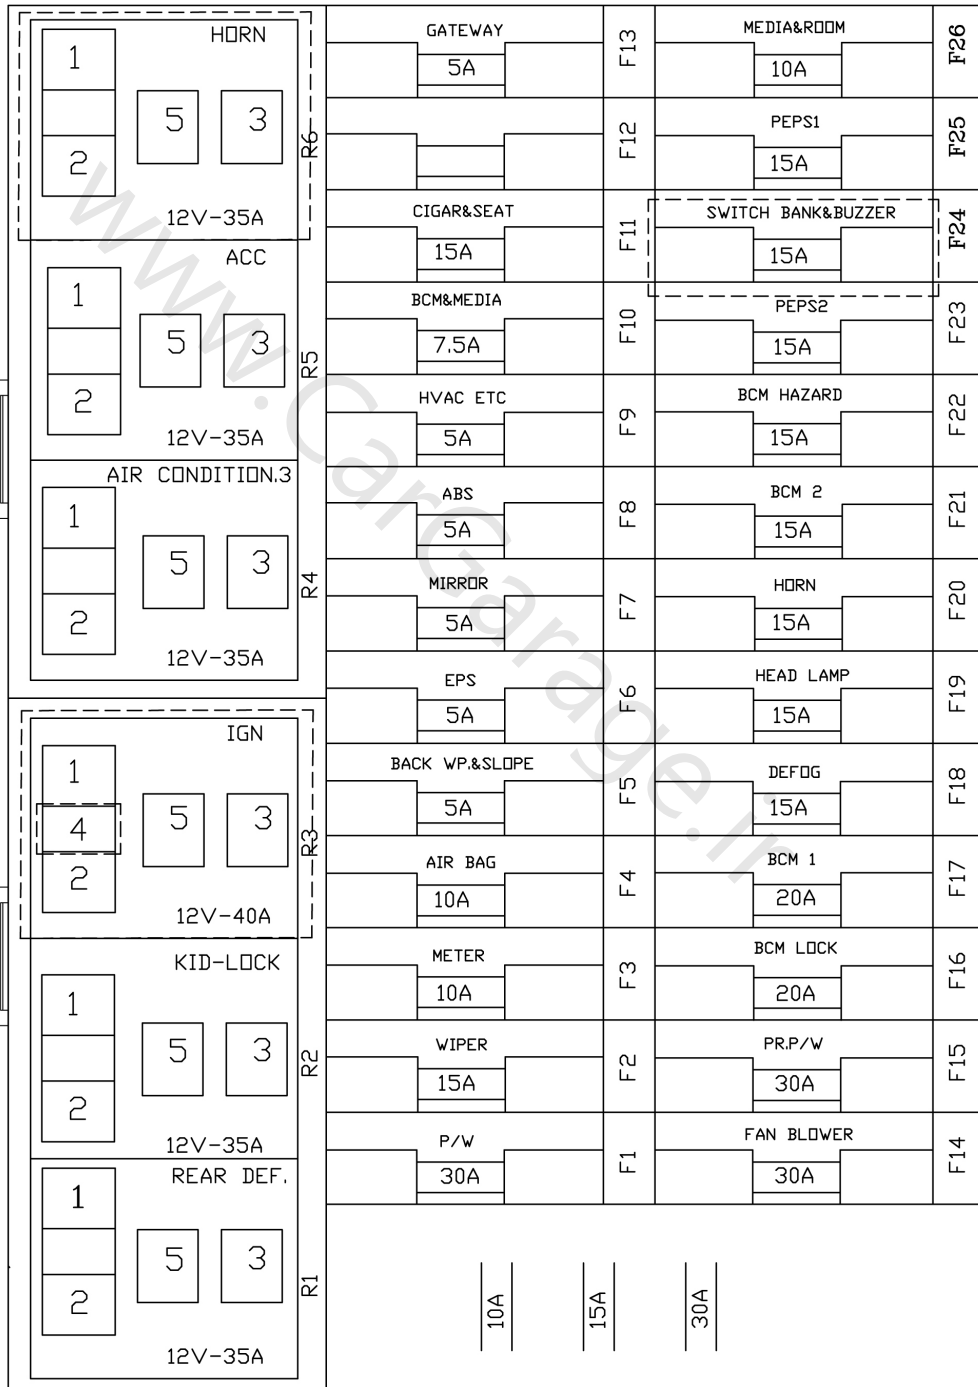 HORN
1
5
3
2
R6
12V-35A
ACC
1
5
3
2
R5
12V-35A
AIR CONDITION.3
1
5
3
2
R4
12V-35A
IGN
1
4
5
3
2
R3
12V-40A
KID-LOCK
1
5
3
2
R2
12V-35A
REAR DEF.
1
5
3
2
R1
12V-35A
GATEWAY
5A
F13
F12
CIGAR&SEAT
15A
F11
BCM&MEDIA
7.5A
F10
HVAC ETC
5A
F9
ABS
5A
F8
MIRROR
5A
F7
EPS
5A
F6
BACK WP.&SLOPE
5A
F5
AIR BAG
10A
F4
METER
10A
F3
WIPER
15A
F2
P/W
30A
F1
MEDIA&ROOM
10A
F26
PEPS1
15A
F25
SWITCH BANK&BUZZER
15A
F24
PEPS2
15A
F23
BCM HAZARD
15A
F22
BCM 2
15A
F21
HORN
15A
F20
HEAD LAMP
15A
F19
DEFOG
15A
F18
BCM 1
20A
F17
BCM LOCK
20A
F16
PR.P/W
30A
F15
FAN BLOWER
30A
F14
10A
15A
30A
www.CarGarage.ir